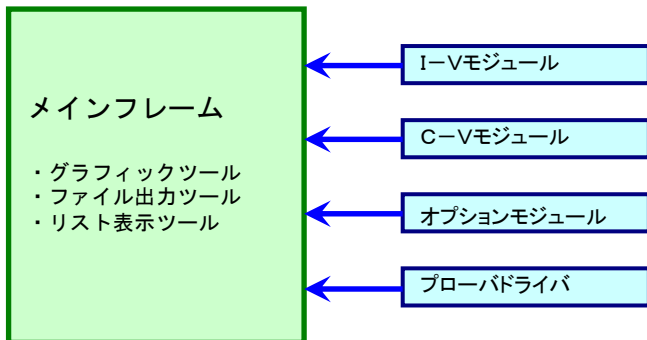 メインフレーム
・グラフィックツール
・ファイル出力ツール
・リスト表示ツール
I－Vモジュール
C－Vモジュール
オプションモジュール
プローバドライバ